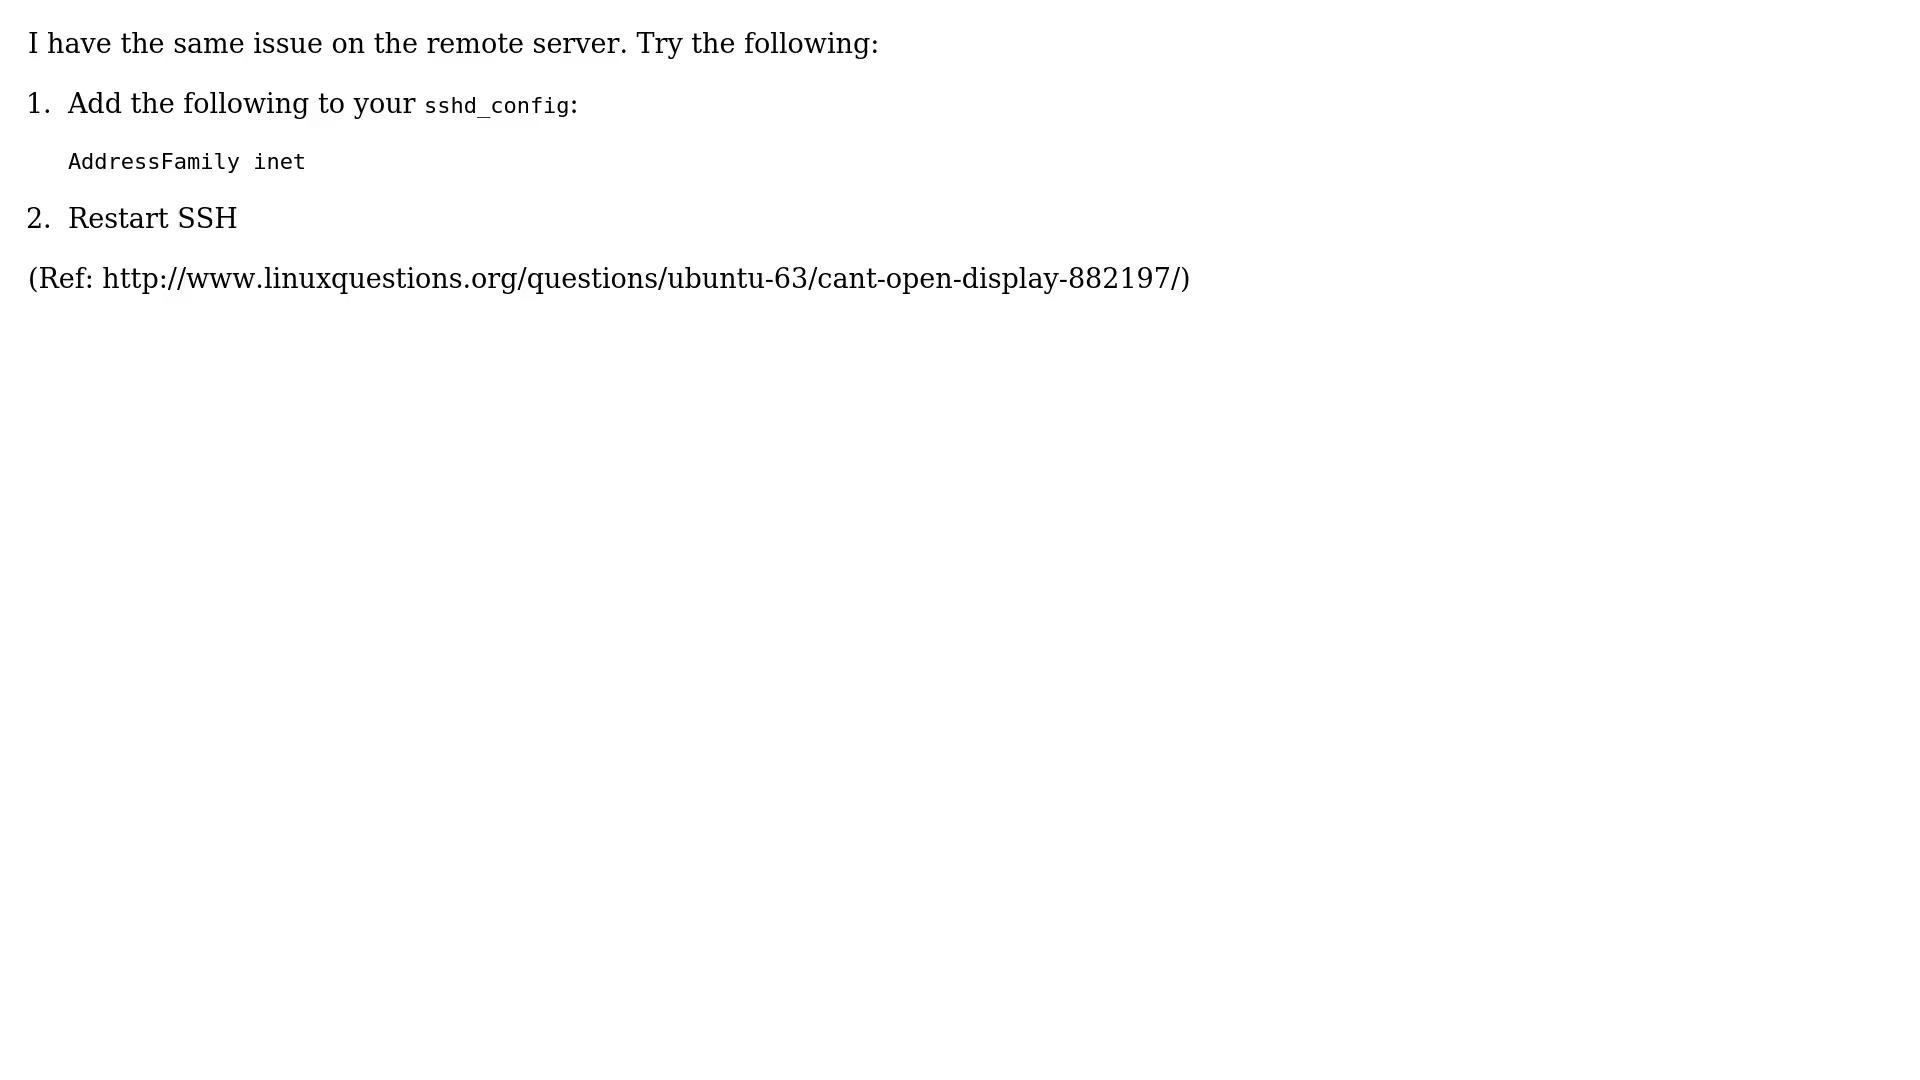 I have the same issue on the remote server. Try the following:
1. Add the following to your sshd_config:
AddressFamily inet
2. Restart SSH
(Ref: http://www.linuxquestions.org/questions/ubuntu-63/cant-open-display-882197/)